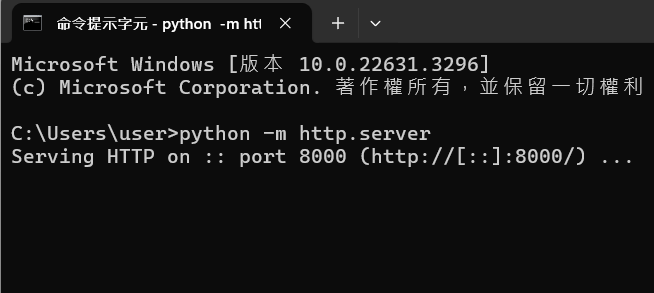 命令提示字元 - python -m htt
Microsoft Windows [版本 10.0.22631.3296]
(c) Microsoft Corporation. 著作權所有，並保留一切權利
C:\Users\user>python -m http.server
Serving HTTP on :: port 8000 (http://[::]:8000/) ...